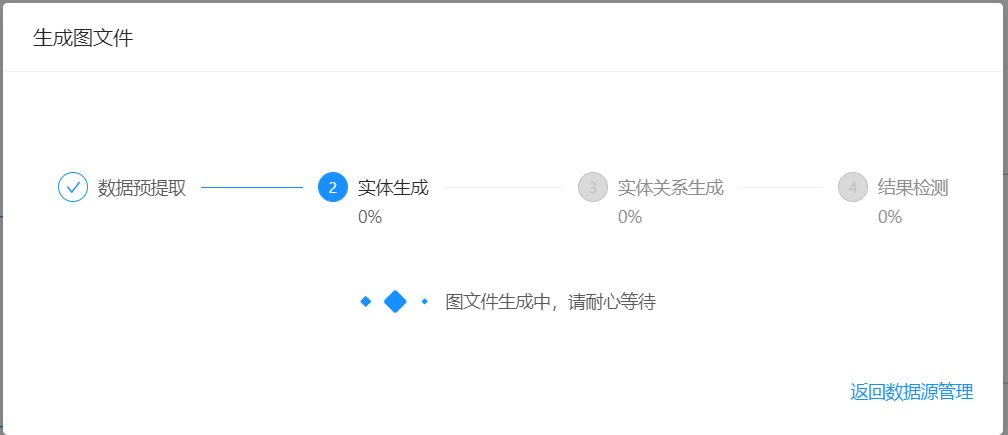 生成图文件
数据预提取 2 实体生成 3 实体关系生成 4 结果检测
0% 0% 0%
图文件生成中，请耐心等待
返回数据源管理